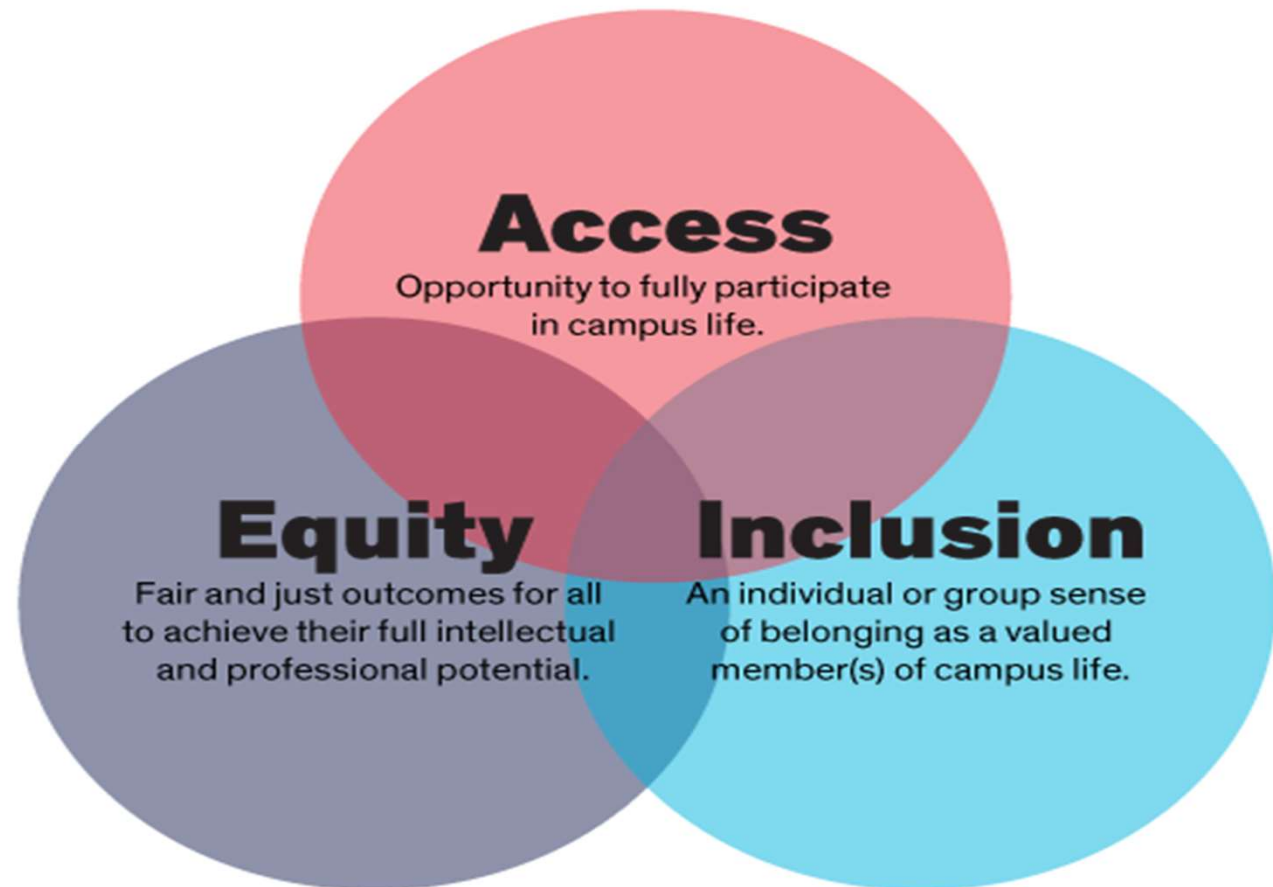 Access
Opportunity to fully participate
in campus life.
Equity
Fair and just outcomes for all
to achieve their full intellectual
and professional potential.
Inclusion
An individual or group sense
of belonging as a valued
member(s) of campus life.